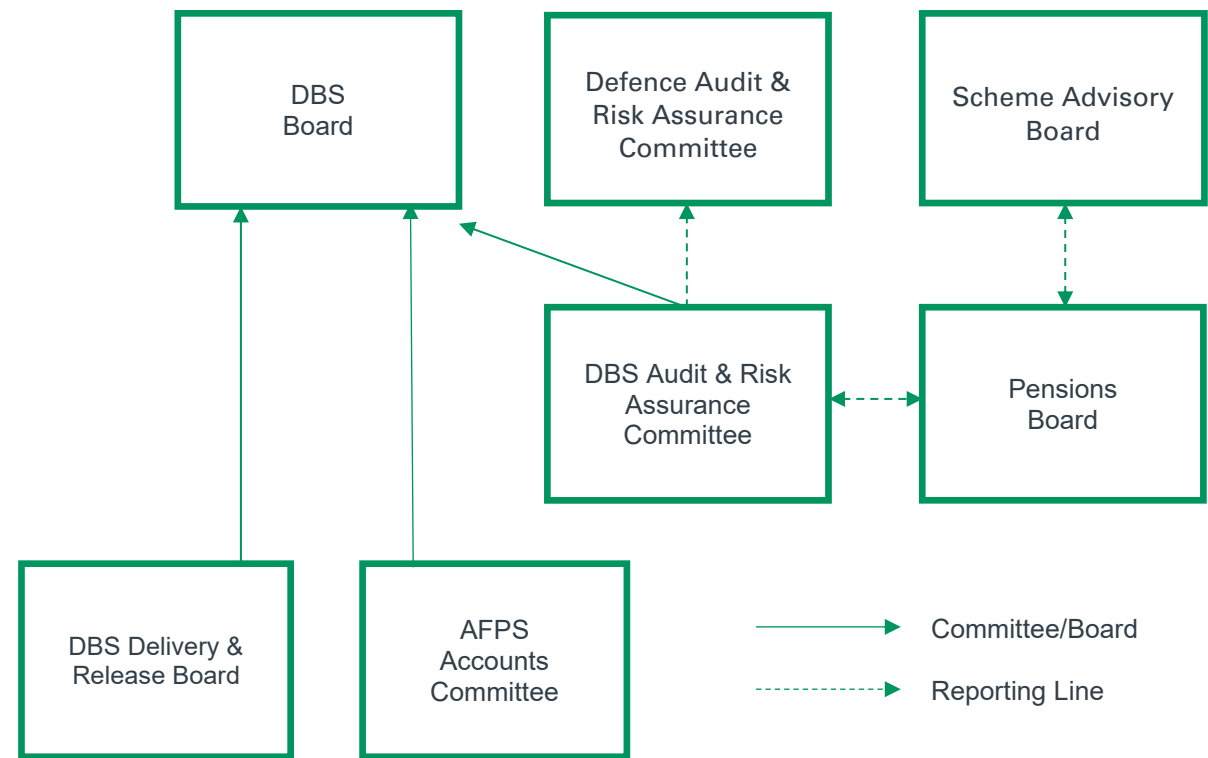 DBS
Board
Defence Audit &
Risk Assurance
Committee
Scheme Advisory
Board
DBS Audit & Risk
Assurance
Committee
Pensions
Board
DBS Delivery &
Release Board
AFPS
Accounts
Committee
Committee/Board
Reporting Line